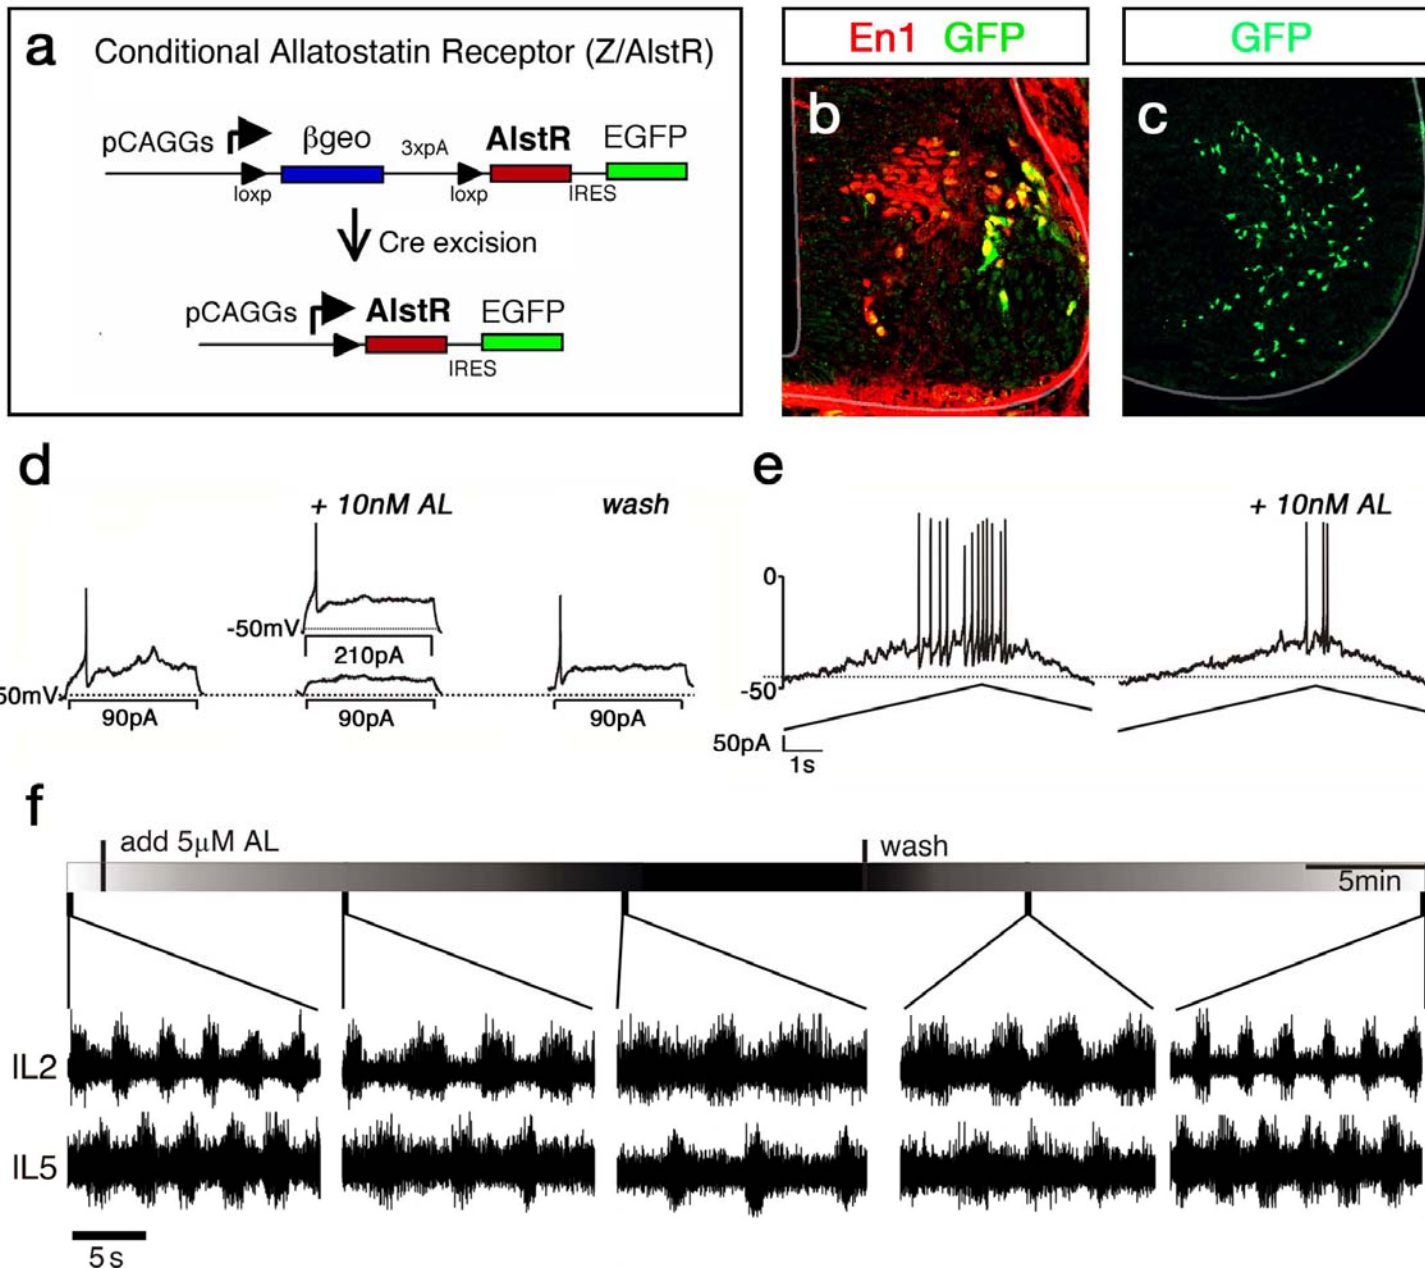 a
Conditional Allatostatin Receptor (Z/AlstR)
pCAGGs βgeo 3xpA AlstR EGFP
loxp loxp IRES
Cre excision
pCAGGs AlstR EGFP
IRES
En1 GFP
b
GFP
c
d
+ 10nM AL wash
-50mV
210pA
50mV
90pA 90pA 90pA
e
+ 10nM AL
0
-50
50pA
1s
f
add 5µM AL wash
5min
IL2
IL5
5 s